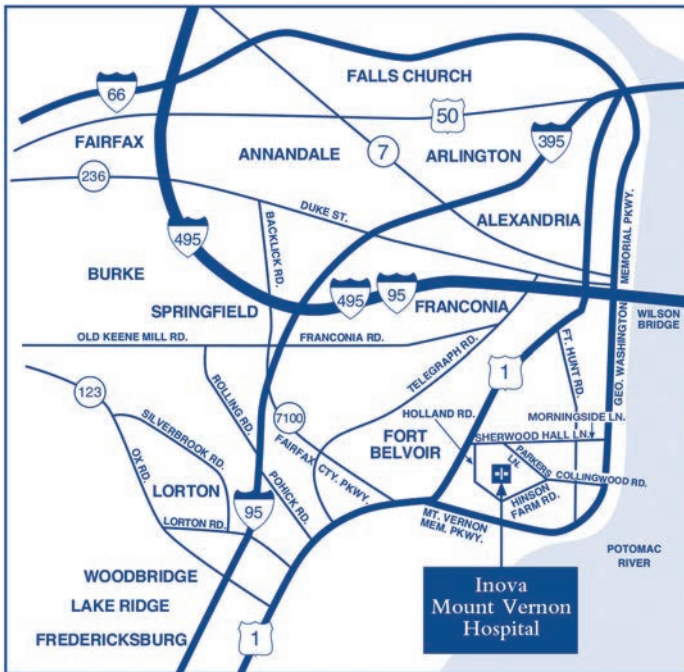 66
FALLS CHURCH
50
FAIRFAX
ANNANDALE
7
ARLINGTON
395
236
DUKE ST.
BACKLICK RD.
ALEXANDRIA
GEO. WASHINGTON MEMORIAL PKWY.
495
BURKE
SPRINGFIELD
495
95
FRANCONIA
WILSON
BRIDGE
OLD KEENE MILL RD.
FRANCONIA RD.
TELEGRAPH RD.
1
FT. HUNT RD.
123
ROLLING RD.
SILVERBROOK RD.
7100
FAIRFAX CTY. PKWY.
HOLLAND RD.
MORNINGSIDE LN.
SHERWOOD HALL LN.
FORT
BELVOIR
PARKERS
LN.
COLLINGWOOD RD.
HINSON
FARM RD.
OX RD.
LORTON
POHICK RD.
95
LORTON RD.
MT. VERNON
MEM. PKWY.
POTOMAC
RIVER
WOODBRIDGE
LAKE RIDGE
FREDERICKSBURG
1
Inova
Mount Vernon
Hospital